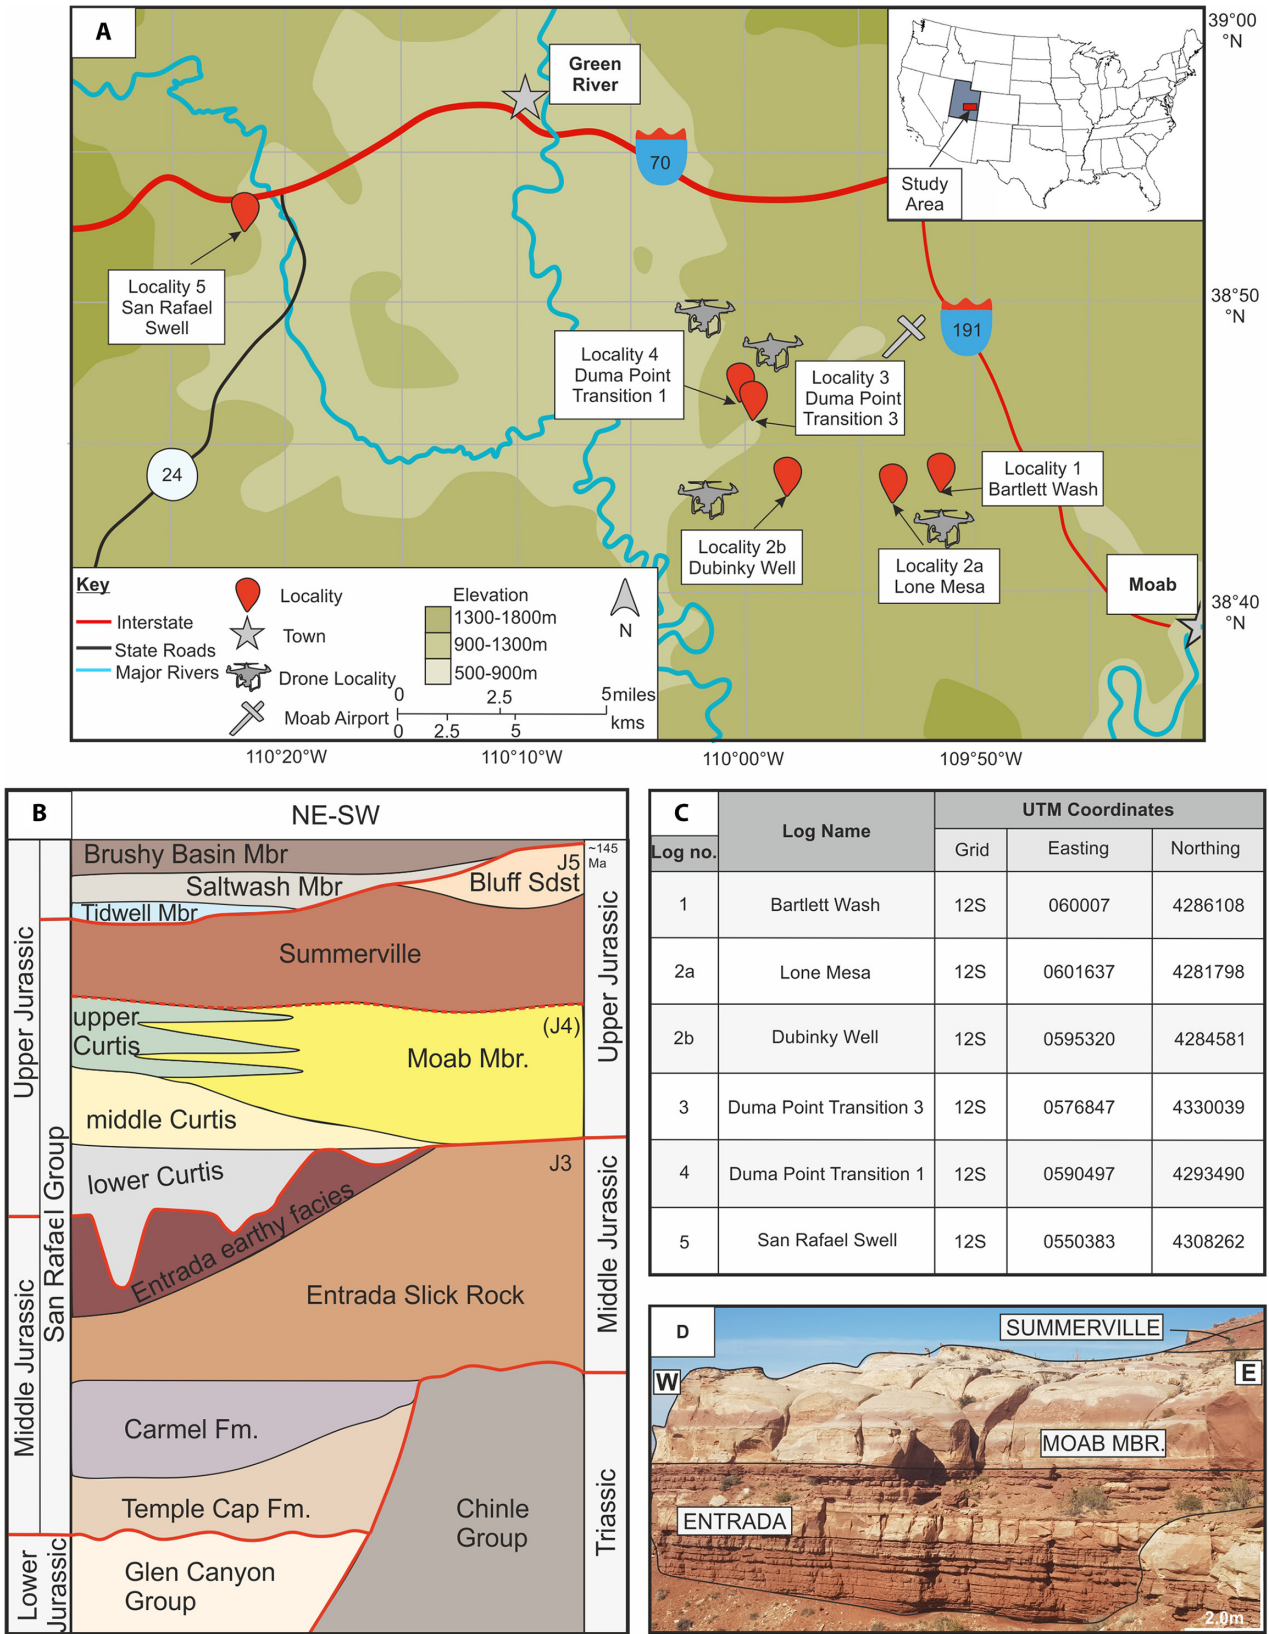 A
39°00
°N
Green
River
70
Study
Area
Locality 5
San Rafael
Swell
38°50
°N
191
Locality 4
Duma Point
Transition 1
Locality 3
Duma Point
Transition 3
24
Locality 1
Bartlett Wash
Locality 2b
Dubinky Well
Locality 2a
Lone Mesa
Moab
38°40
°N
Key
Interstate
State Roads
Major Rivers
Locality
Town
Drone Locality
Moab Airport
Elevation
1300-1800m
900-1300m
500-900m
N
0 2.5 5miles
kms
0 2.5 5
110°20°W
110°10°W
110°00°W
109°50°W
B
NE-SW
Brushy Basin Mbr
Saltwash Mbr
Tidwell Mbr
J5
Bluff Sdst
~145
Ma
Summerville
upper
Curtis
(J4)
Moab Mbr.
middle Curtis
lower Curtis
J3
Entrada earthy facies
Entrada Slick Rock
Carmel Fm.
Temple Cap Fm.
Chinle
Group
Glen Canyon
Group
Upper Jurassic
Middle Jurassic
Lower
Jurassic
San Rafael Group
Upper Jurassic
Middle Jurassic
Triassic
C
Log no.
Log Name
UTM Coordinates
Grid Easting Northing
1 Bartlett Wash 12S 060007 4286108
2a Lone Mesa 12S 0601637 4281798
2b Dubinky Well 12S 0595320 4284581
3 Duma Point Transition 3 12S 0576847 4330039
4 Duma Point Transition 1 12S 0590497 4293490
5 San Rafael Swell 12S 0550383 4308262
D
SUMMERVILLE
W
E
MOAB MBR.
ENTRADA
2.0m